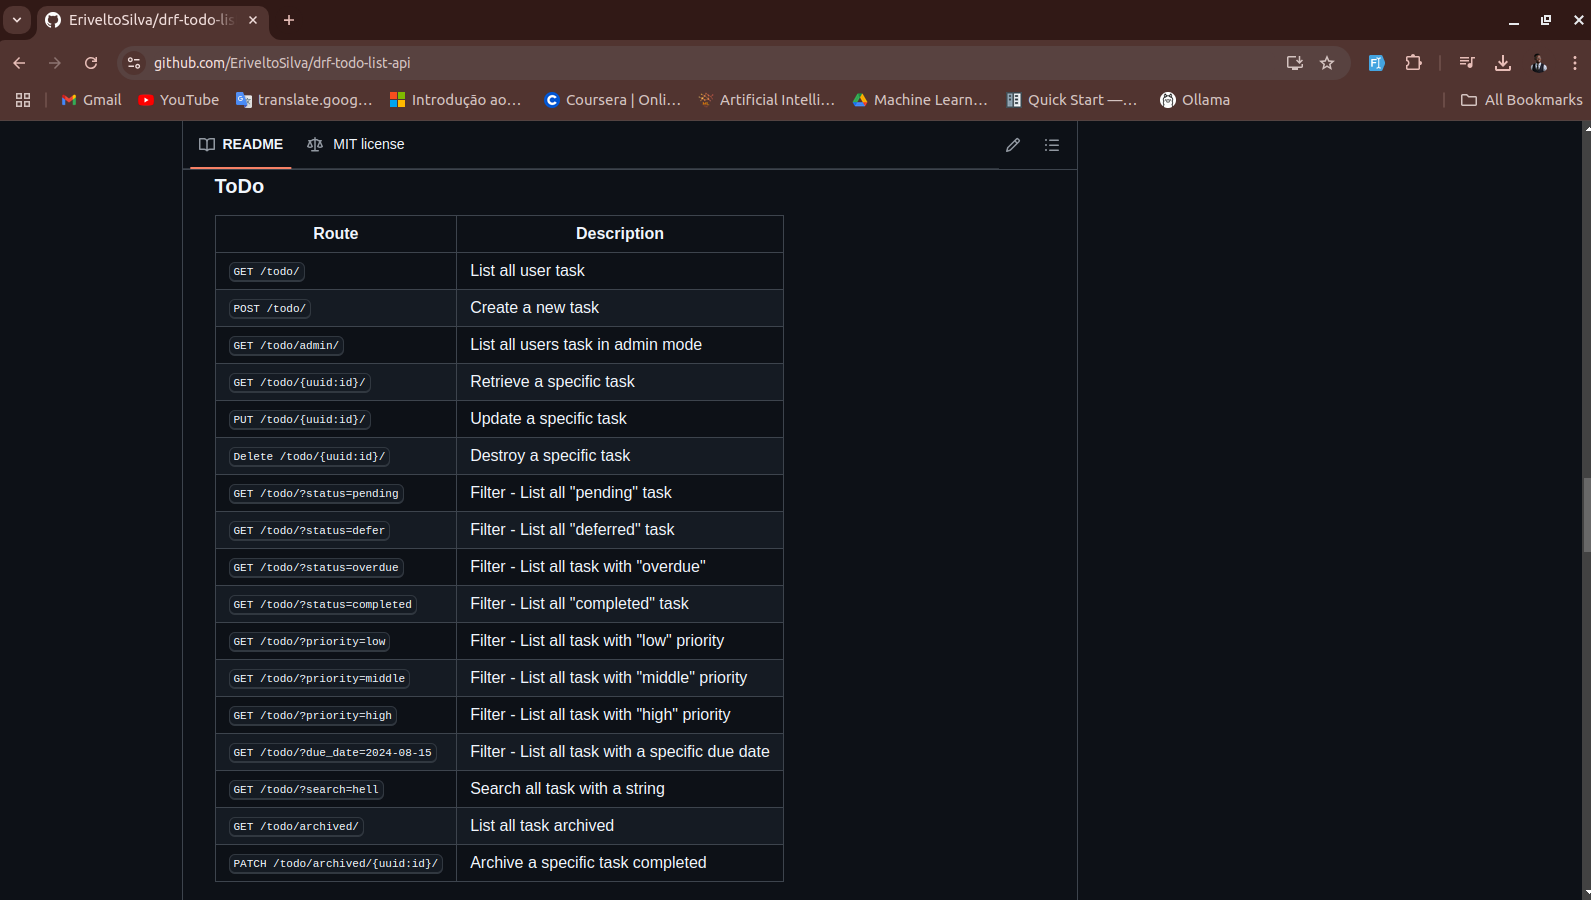 EriveltoSilva/drf-todo-lis
github.com/EriveltoSilva/drf-todo-list-api
Gmail
YouTube
translate.goog...
Introdução ao...
Coursera | Onli...
Artificial Intelli...
Machine Learn...
Quick Start —...
Ollama
All Bookmarks
README
MIT license
ToDo
Route Description
GET /todo/ List all user task
POST /todo/ Create a new task
GET /todo/admin/ List all users task in admin mode
GET /todo/{uuid:id}/ Retrieve a specific task
PUT /todo/{uuid:id}/ Update a specific task
Delete /todo/{uuid:id}/ Destroy a specific task
GET /todo/?status=pending Filter - List all "pending" task
GET /todo/?status=defer Filter - List all "deferred" task
GET /todo/?status=overdue Filter - List all task with "overdue"
GET /todo/?status=completed Filter - List all "completed" task
GET /todo/?priority=low Filter - List all task with "low" priority
GET /todo/?priority=middle Filter - List all task with "middle" priority
GET /todo/?priority=high Filter - List all task with "high" priority
GET /todo/?due_date=2024-08-15 Filter - List all task with a specific due date
GET /todo/?search=hell Search all task with a string
GET /todo/archived/ List all task archived
PATCH /todo/archived/{uuid:id}/ Archive a specific task completed